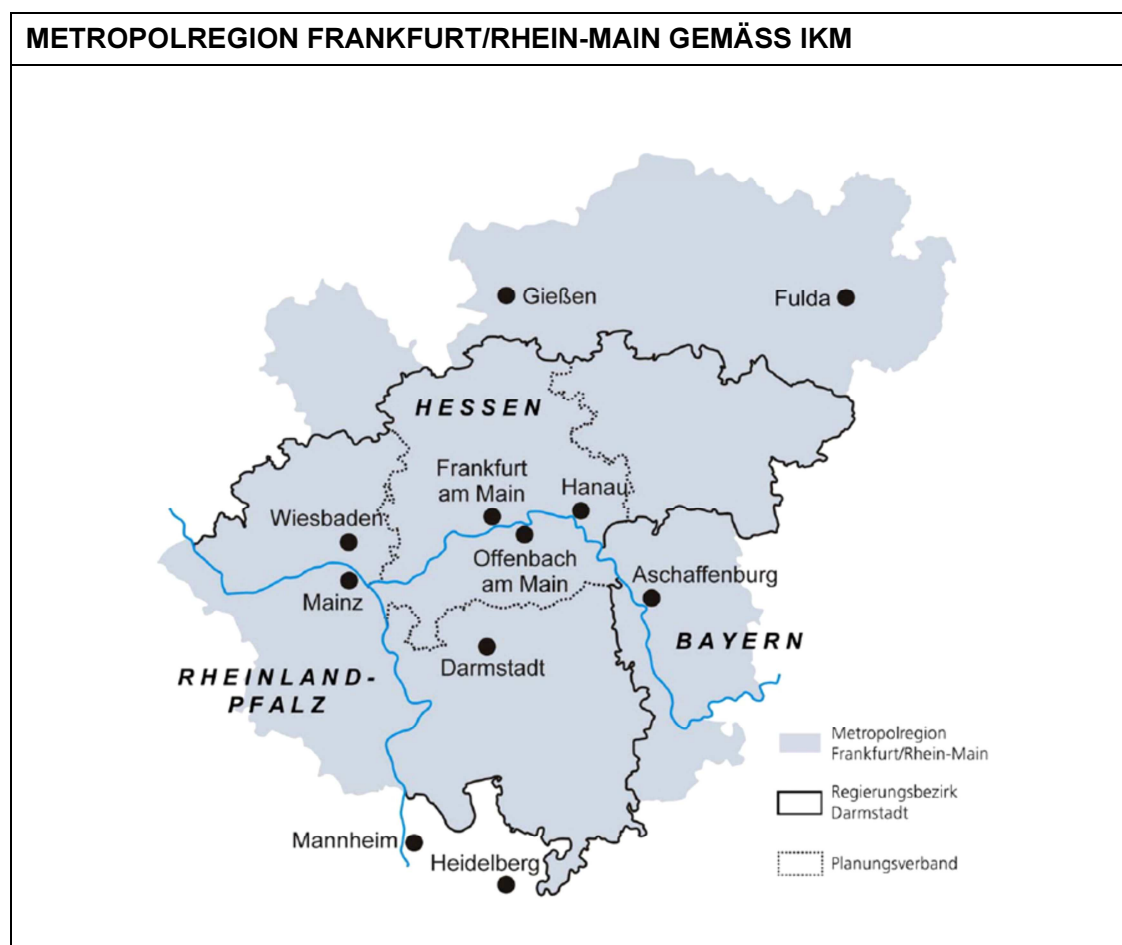 METROPOLREGION FRANKFURT/RHEIN-MAIN GEMÄSS IKM
Gießen
Fulda
HESSEN
Frankfurt
am Main
Hanau
Wiesbaden
Offenbach
am Main
Mainz
Aschaffenburg
Darmstadt
BAYERN
RHEINLAND-
PFALZ
Metropolregion
Frankfurt/Rhein-Main
Regierungsbezirk
Darmstadt
Mannheim
Heidelberg
Planungsverband